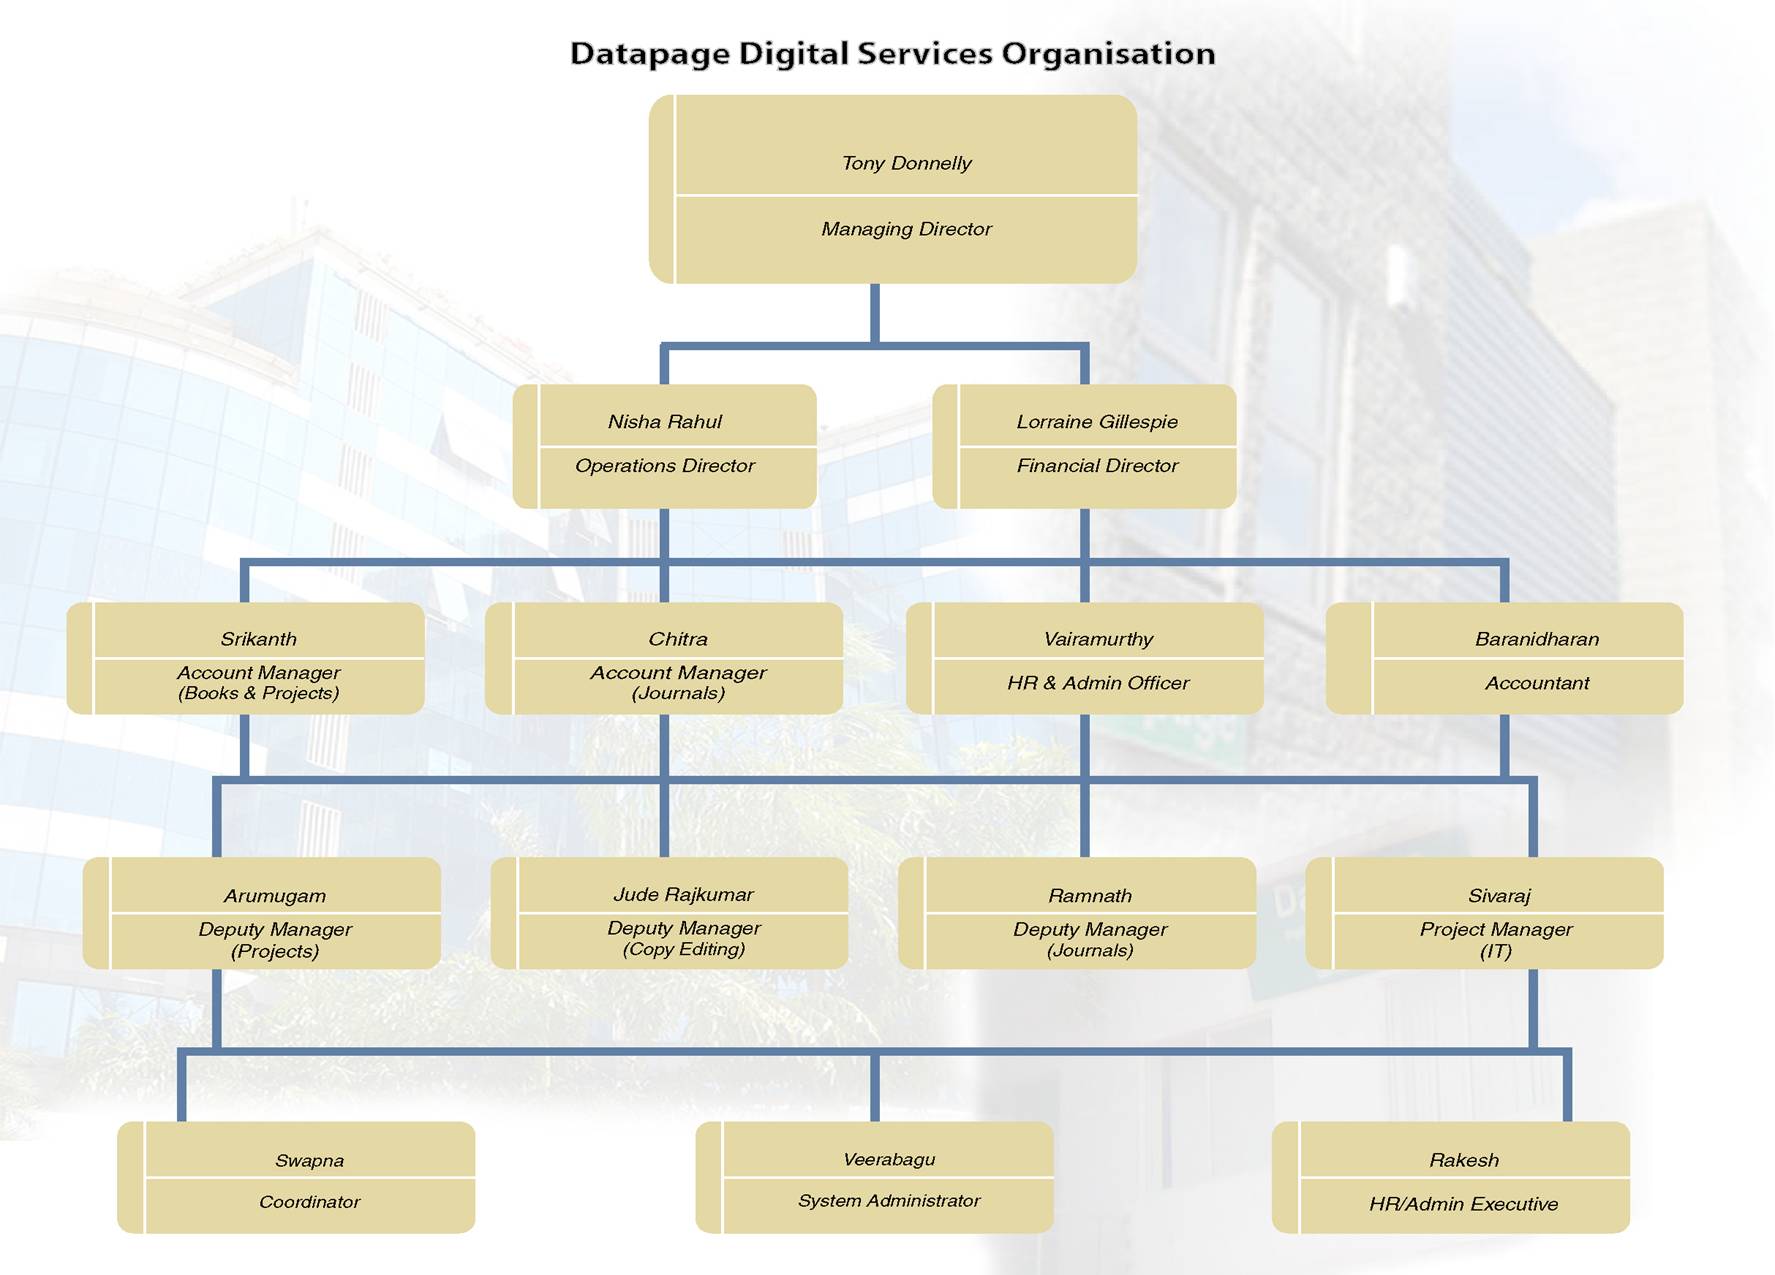 Datapage Digital Services Organisation
Tony Donnelly
Managing Director
Nisha Rahul
Operations Director
Lorraine Gillespie
Financial Director
Srikanth
Account Manager
(Books & Projects)
Chitra
Account Manager
(Journals)
Vairamurthy
HR & Admin Officer
Baranidharan
Accountant
Arumugam
Deputy Manager
(Projects)
Jude Rajkumar
Deputy Manager
(Copy Editing)
Ramnath
Deputy Manager
(Journals)
Sivaraj
Project Manager
(IT)
Swapna
Coordinator
Veerabagu
System Administrator
Rakesh
HR/Admin Executive